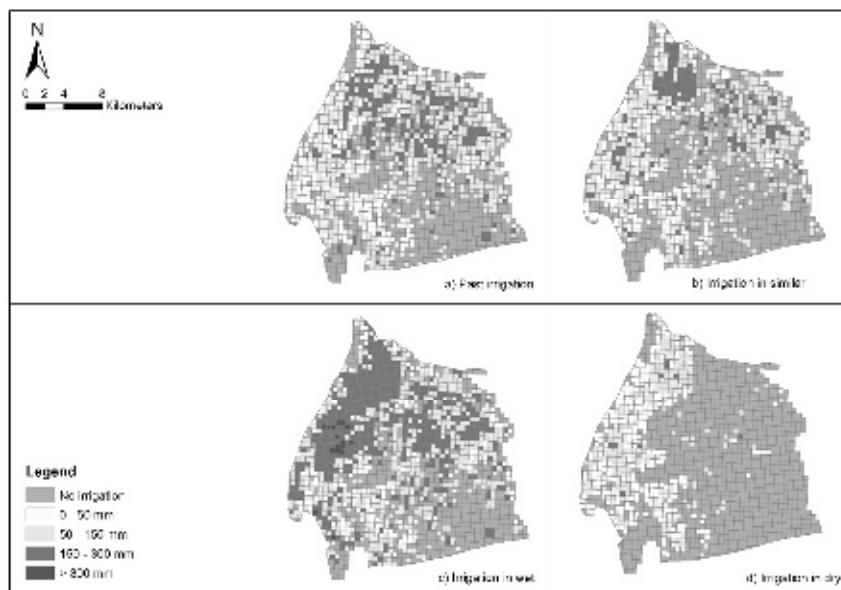 N
0 2 4 8
Kilometers
a) Past irrigation
b) Irrigation in similar
Legend
No irrigation
0 - 50 mm
50 - 150 mm
150 - 300 mm
> 300 mm
c) Irrigation in wet
d) Irrigation in dry